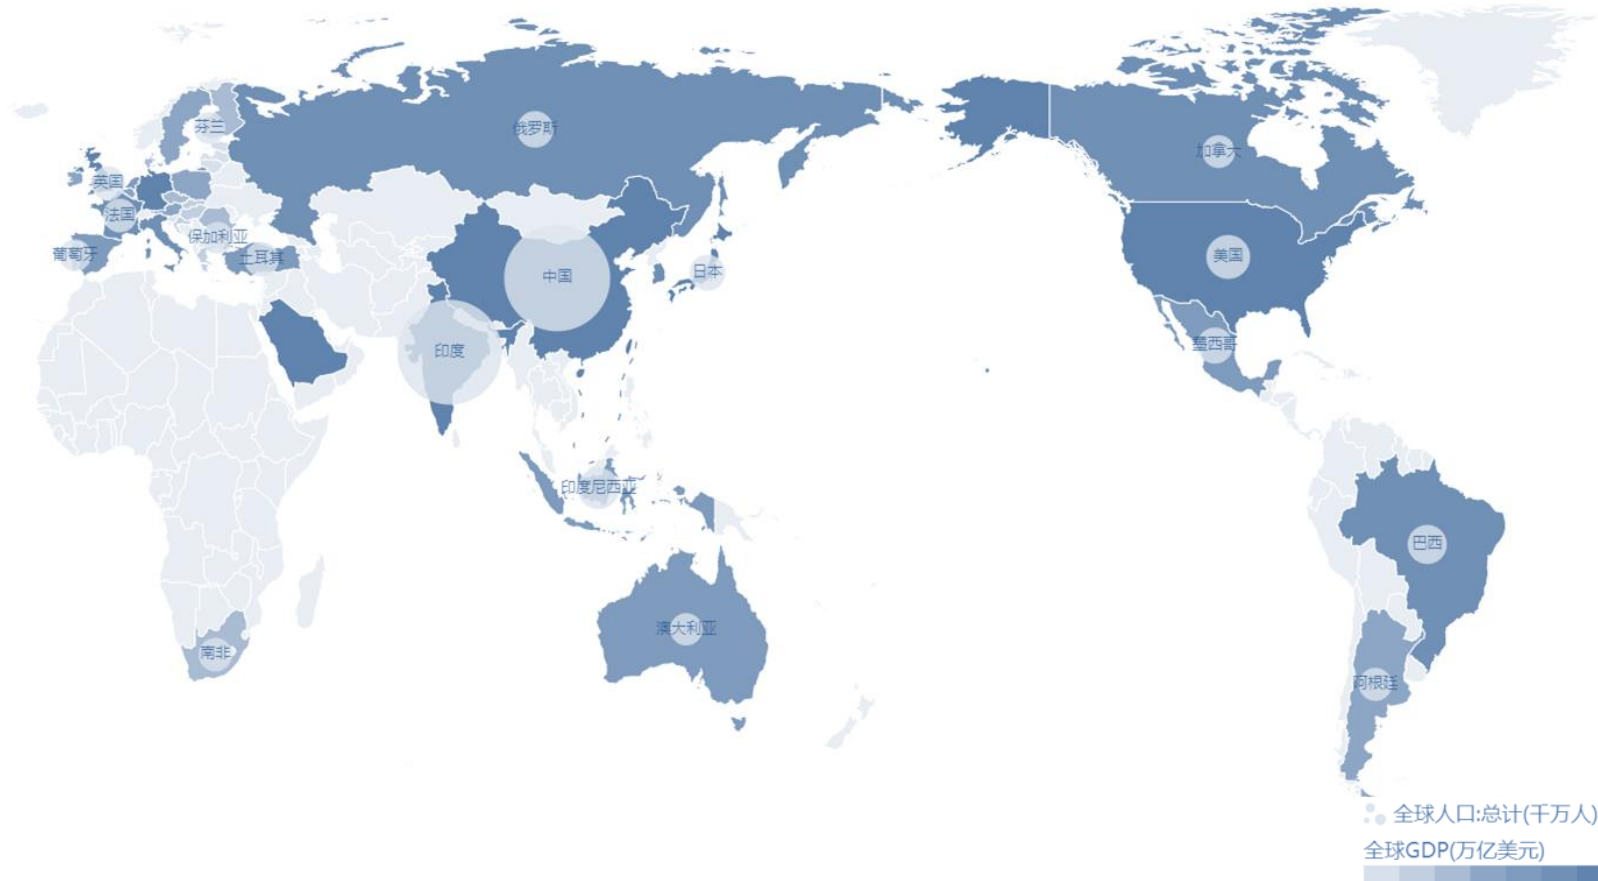 俄罗斯
芬兰
加拿大
英国
法国
保加利亚
葡萄牙
土耳其
中国
日本
美国
印度
墨西哥
印度尼西亚
巴西
澳大利亚
南非
阿根廷
全球人口:总计(千万人)
全球GDP(万亿美元)